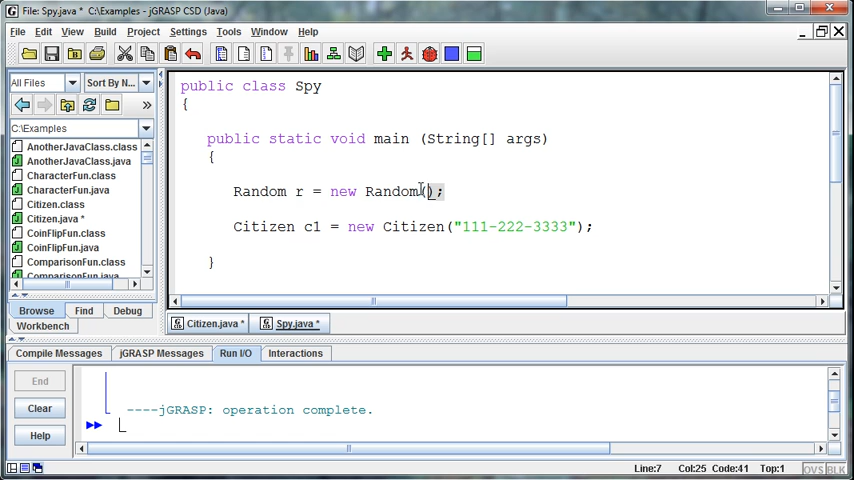 File: Spy.java * C:\Examples - jGRASP CSD (Java)
File Edit View Build Project Settings Tools Window Help
All Files Sort By N...
C:\Examples
AnotherJavaClass.class
AnotherJavaClass.java
CharacterFun.class
CharacterFun.java
Citizen.class
Citizen.java *
CoinFlipFun.class
CoinFlipFun.java
ComparisonFun.class
ComparisonFun.java
Browse Find Debug
Workbench
public class Spy
{
public static void main (String[] args)
{
Random r = new Random();
Citizen c1 = new Citizen("111-222-3333");
}
Citizen.java * Spy.java *
Compile Messages jGRASP Messages Run I/O Interactions
End
Clear
Help
----jGRASP: operation complete.
Line:7 Col:25 Code:41 Top:1 OVS BLK